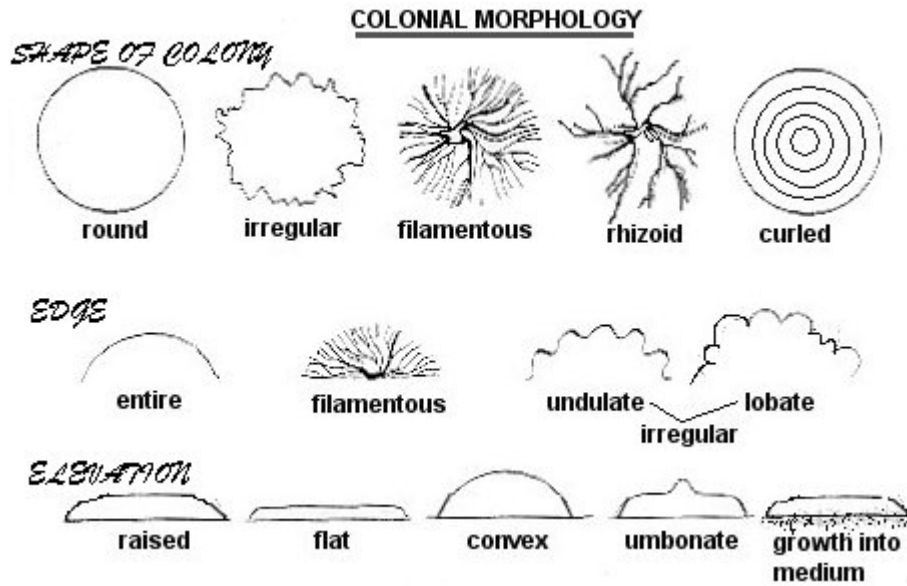 COLONIAL MORPHOLOGY
SHAPE OF COLONY
round irregular filamentous rhizoid curled
EDGE
entire filamentous undulate lobate
irregular
ELEVATION
raised flat convex umbonate growth into
medium